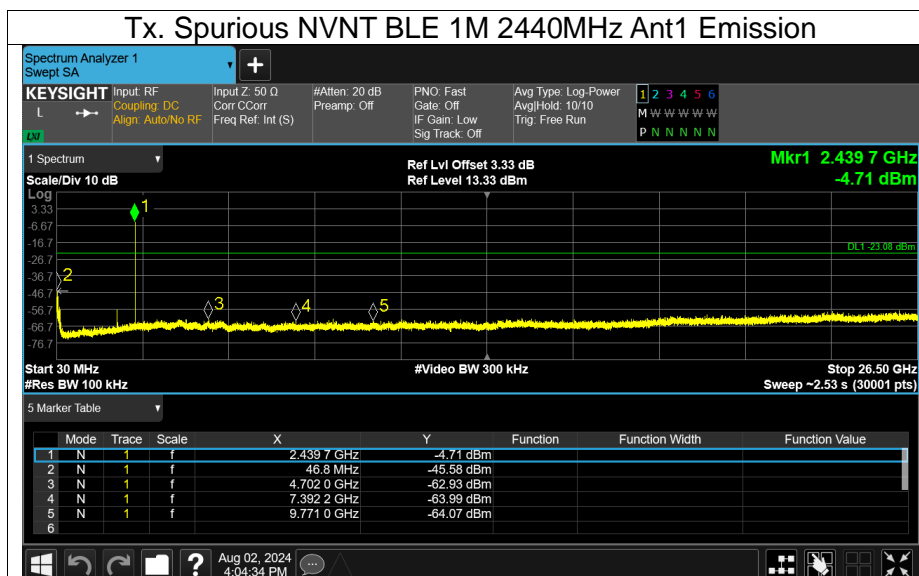 Tx. Spurious NVNT BLE 1M 2440MHz Ant1 Emission
Spectrum Analyzer 1
Swept SA
+
KEYSIGHT Input: RF Input Z: 50 Ω #Atten: 20 dB PNO: Fast Avg Type: Log-Power 1 2 3 4 5 6
L Coupling: DC Corr CCorr Preamp: Off Gate: Off Avg|Hold: 10/10 M W W W W W
Align: Auto/No RF Freq Ref: Int (S) IF Gain: Low Trig: Free Run
LXI Sig Track: Off P N N N N N
1 Spectrum Ref Lvl Offset 3.33 dB Mkr1 2.439 7 GHz
Scale/Div 10 dB Ref Level 13.33 dBm -4.71 dBm
Log
1
3.33
-6.67
-16.7
DL1 -23.08 dBm
-26.7
-36.7
2
-46.7
-56.7
3 4 5
-66.7
-76.7
Start 30 MHz #Video BW 300 kHz Stop 26.50 GHz
#Res BW 100 kHz Sweep ~2.53 s (30001 pts)
5 Marker Table
Mode Trace Scale X Y Function Function Width Function Value
1 N 1 f 2.439 7 GHz -4.71 dBm
2 N 1 f 46.8 MHz -45.58 dBm
3 N 1 f 4.702 0 GHz -62.93 dBm
4 N 1 f 7.392 2 GHz -63.99 dBm
5 N 1 f 9.771 0 GHz -64.07 dBm
6
? Aug 02, 2024
4:04:34 PM